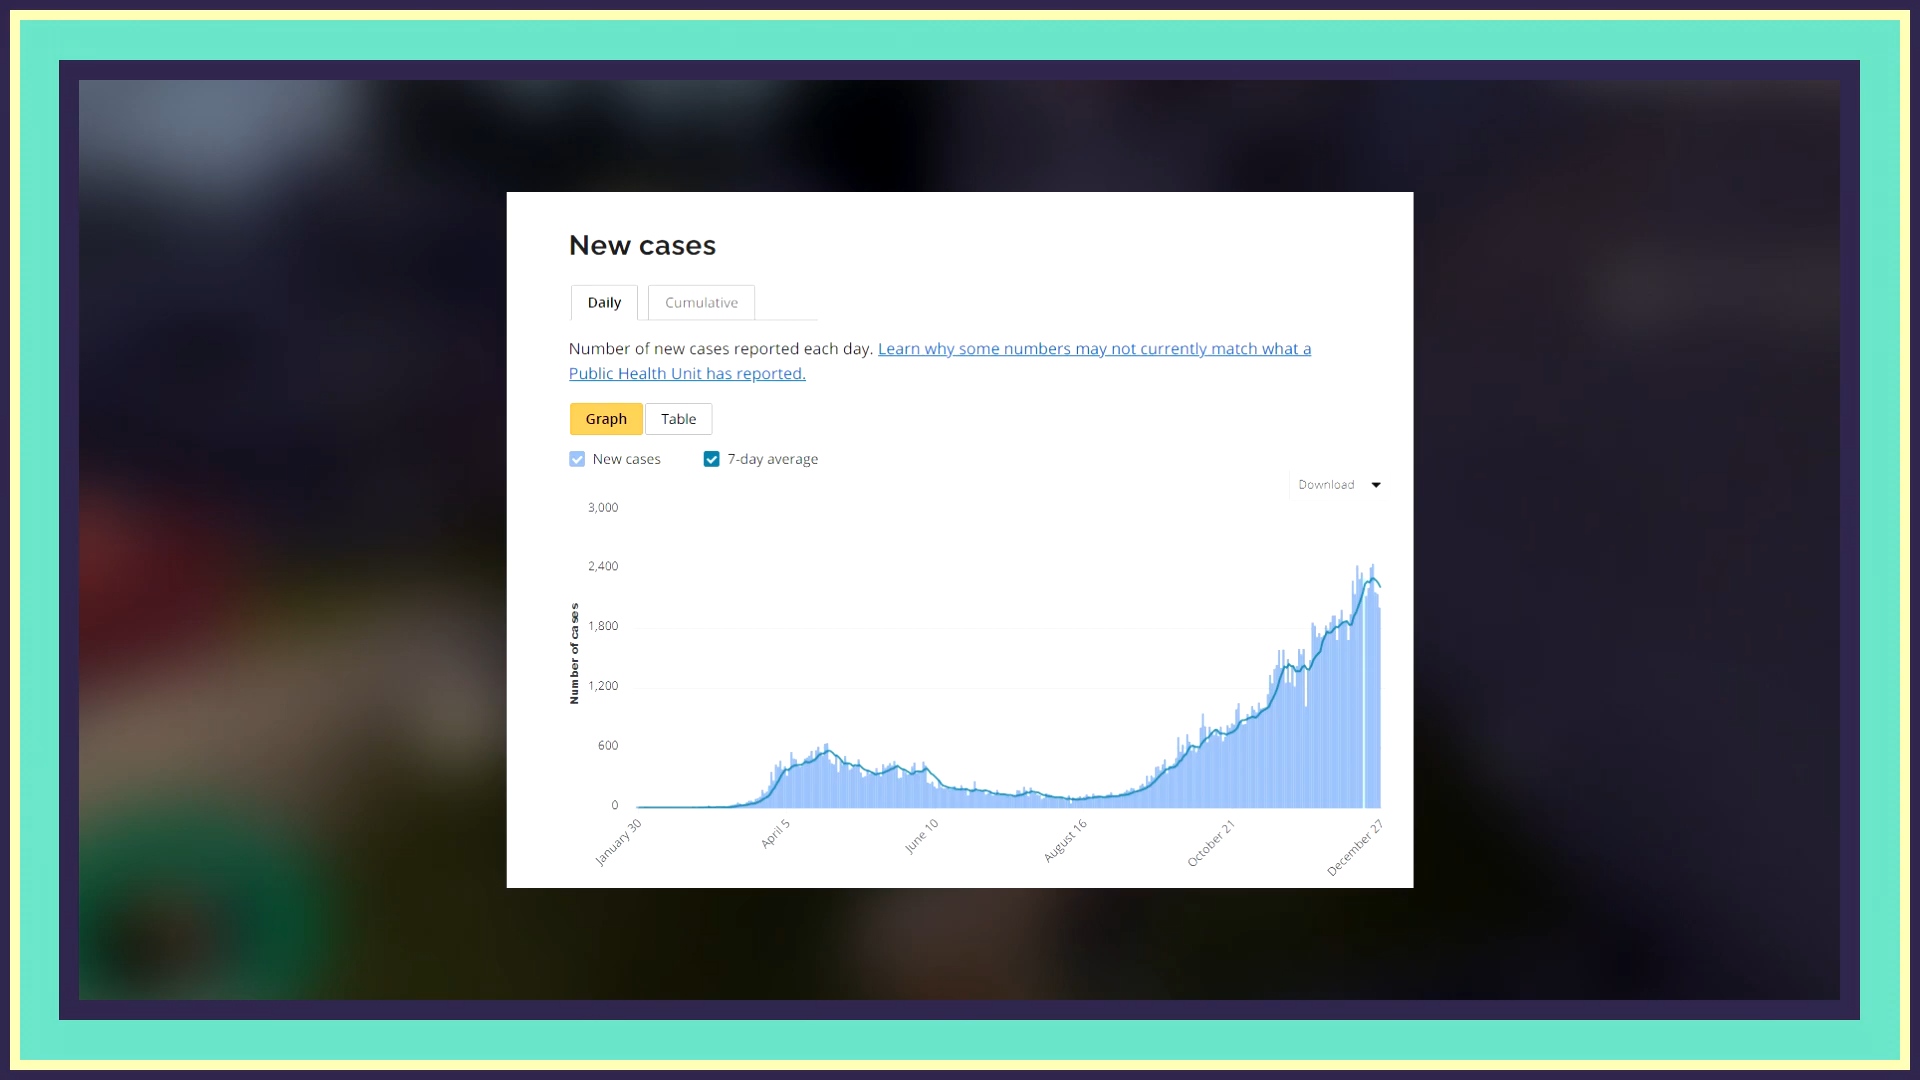 New cases
Daily
Cumulative
Number of new cases reported each day. Learn why some numbers may not currently match what a
Public Health Unit has reported.
Graph
Table
New cases
7-day average
Download
3,000
2,400
1,800
1,200
600
0
Number of cases
January 30
April 5
June 10
August 16
October 21
December 27